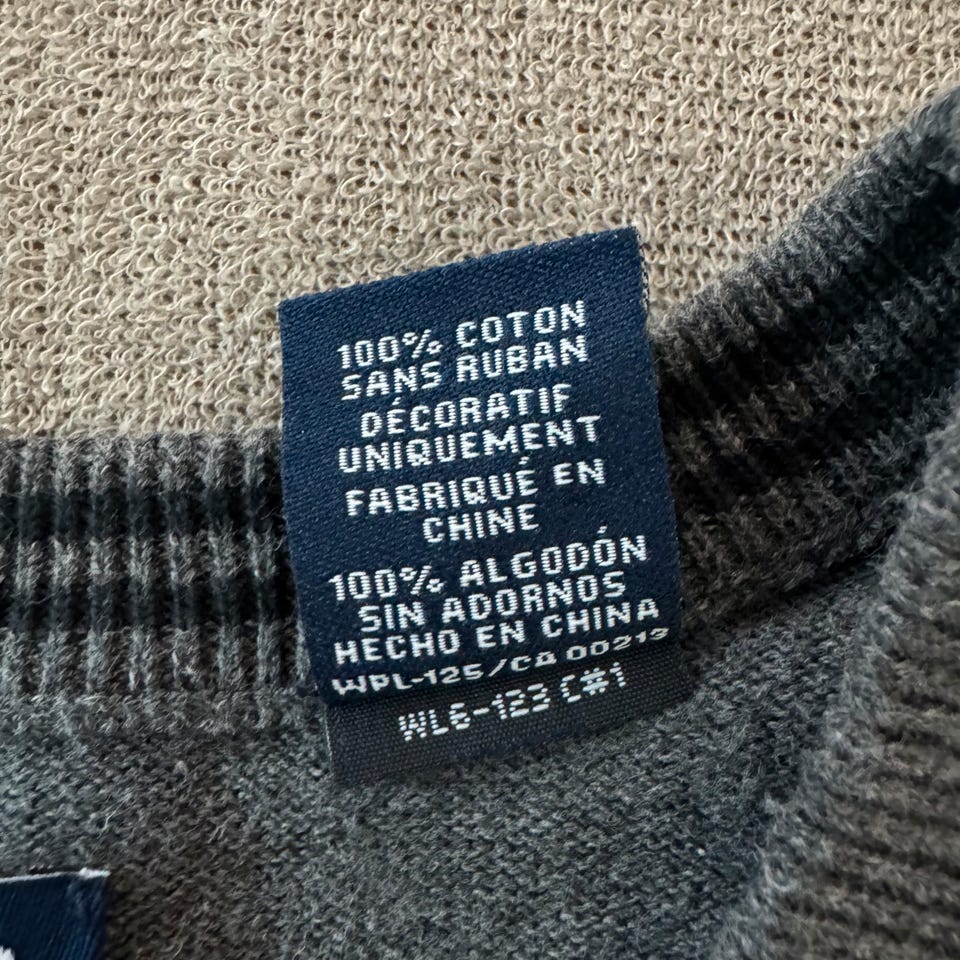 100% COTON
SANS RUBAN
DÉCORATIF
UNIQUEMENT
FABRIQUÉ EN
CHINE
100% ALGODÓN
SIN ADORNOS
HECHO EN CHINA
WPL-125/CA 00213
WL6-123 C#1